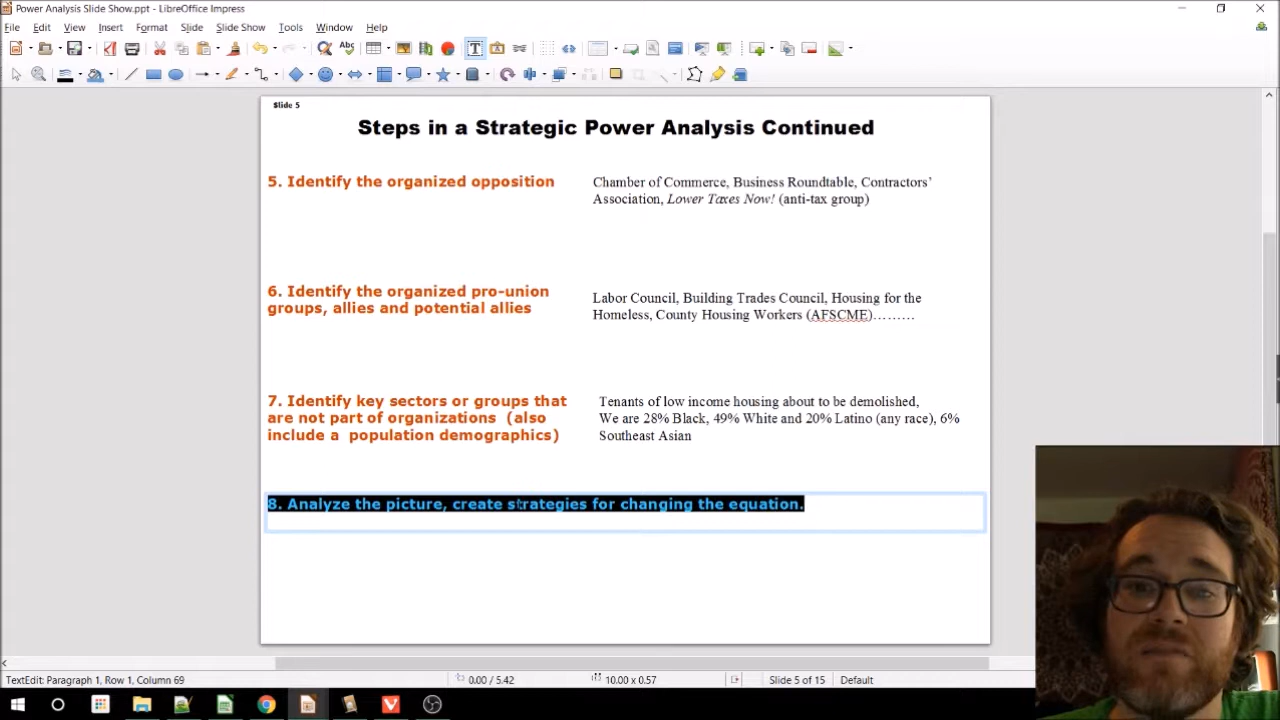 Power Analysis Slide Show.ppt - LibreOffice Impress
File Edit View Insert Format Slide Slide Show Tools Window Help
Slide 5
Steps in a Strategic Power Analysis Continued
5. Identify the organized opposition
Chamber of Commerce, Business Roundtable, Contractors’
Association, Lower Taxes Now! (anti-tax group)
6. Identify the organized pro-union
groups, allies and potential allies
Labor Council, Building Trades Council, Housing for the
Homeless, County Housing Workers (AFSCME)………
7. Identify key sectors or groups that
are not part of organizations (also
include a population demographics)
Tenants of low income housing about to be demolished,
We are 28% Black, 49% White and 20% Latino (any race), 6%
Southeast Asian
8. Analyze the picture, create strategies for changing the equation.
TextEdit: Paragraph 1, Row 1, Column 69
0.00 / 5.42
10.00 x 0.57
Slide 5 of 15
Default